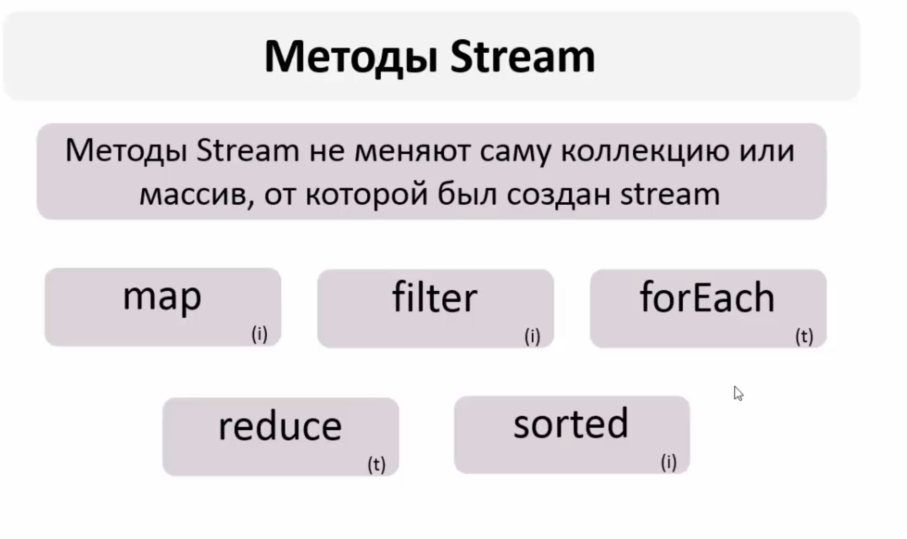 Методы Stream
Методы Stream не меняют саму коллекцию или
массив, от которой был создан stream
map
(i)
filter
(i)
forEach
(t)
reduce
(t)
sorted
(i)